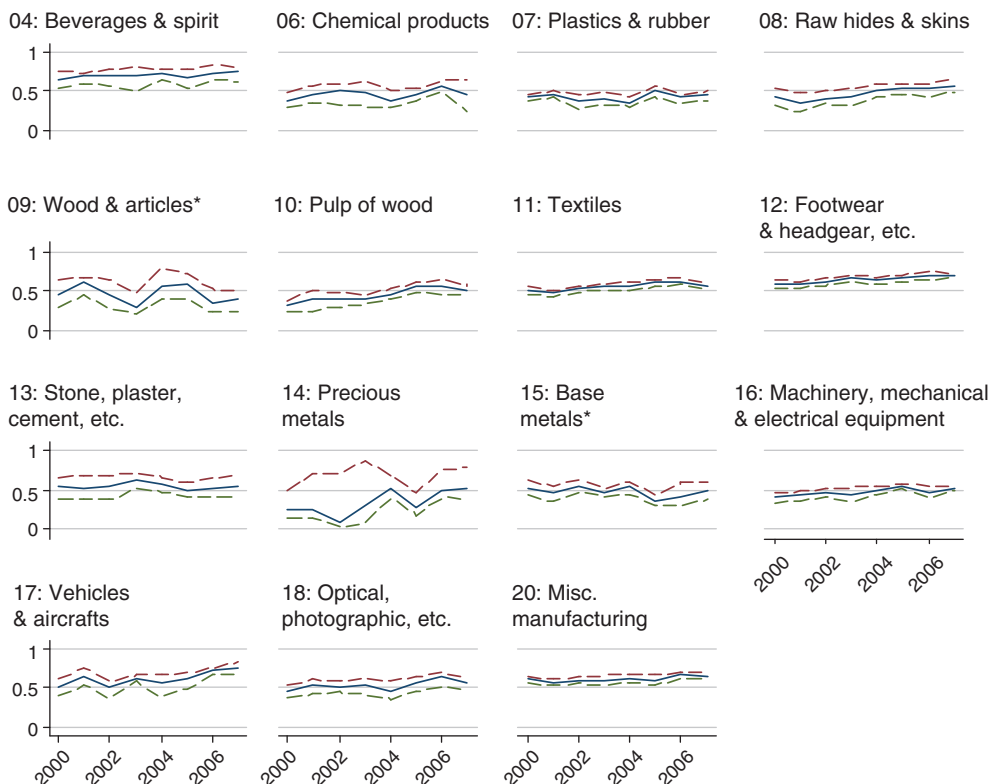 04: Beverages & spirit
06: Chemical products
07: Plastics & rubber
08: Raw hides & skins
1
0.5
0
09: Wood & articles*
10: Pulp of wood
11: Textiles
12: Footwear
& headgear, etc.
1
0.5
0
13: Stone, plaster,
cement, etc.
14: Precious
metals
15: Base
metals*
16: Machinery, mechanical
& electrical equipment
1
0.5
0
2000
2002
2004
2006
17: Vehicles
& aircrafts
18: Optical,
photographic, etc.
20: Misc.
manufacturing
1
0.5
0
2000
2002
2004
2006
2000
2002
2004
2006
2000
2002
2004
2006